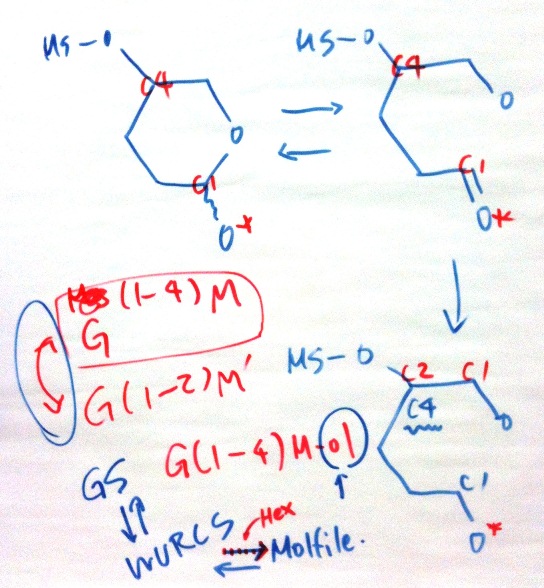 MS-O
C4
O
C1
O*
MS-O
C4
O
C1
O*
(1-4) M
G
G(1-2)M'
MS-O
C2 C1
C4
O
C1
O*
G(1-4)M-ol
GS
WURCS
Hex
Molfile.